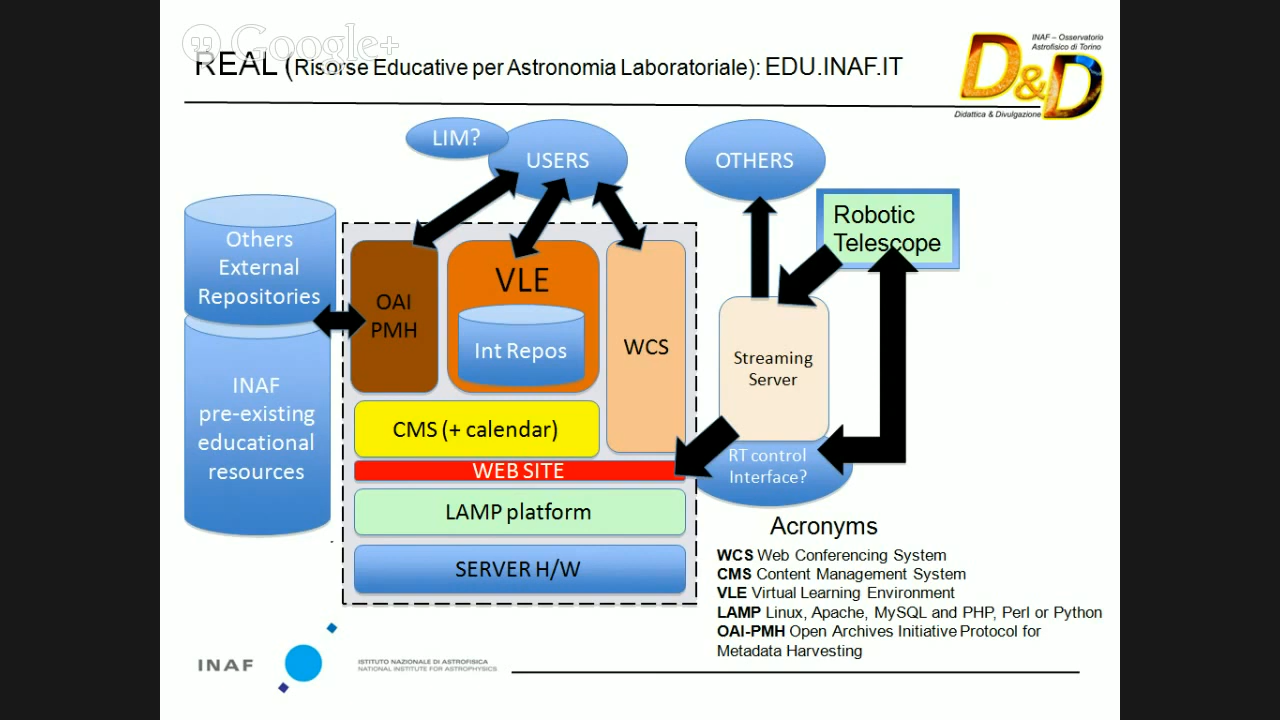 Google+
REAL (Risorse Educative per Astronomia Laboratoriale): EDU.INAF.IT
INAF – Osservatorio
Astrofisico di Torino
D&D
Didattica & Divulgazione
LIM?
USERS
OTHERS
Robotic
Telescope
Others
External
Repositories
OAI
PMH
VLE
Int Repos
WCS
Streaming
Server
INAF
pre-existing
educational
resources
CMS (+ calendar)
WEB SITE
RT control
Interface?
LAMP platform
SERVER H/W
Acronyms
WCS Web Conferencing System
CMS Content Management System
VLE Virtual Learning Environment
LAMP Linux, Apache, MySQL and PHP, Perl or Python
OAI-PMH Open Archives Initiative Protocol for
Metadata Harvesting
INAF
ISTITUTO NAZIONALE DI ASTROFISICA
NATIONAL INSTITUTE FOR ASTROPHYSICS